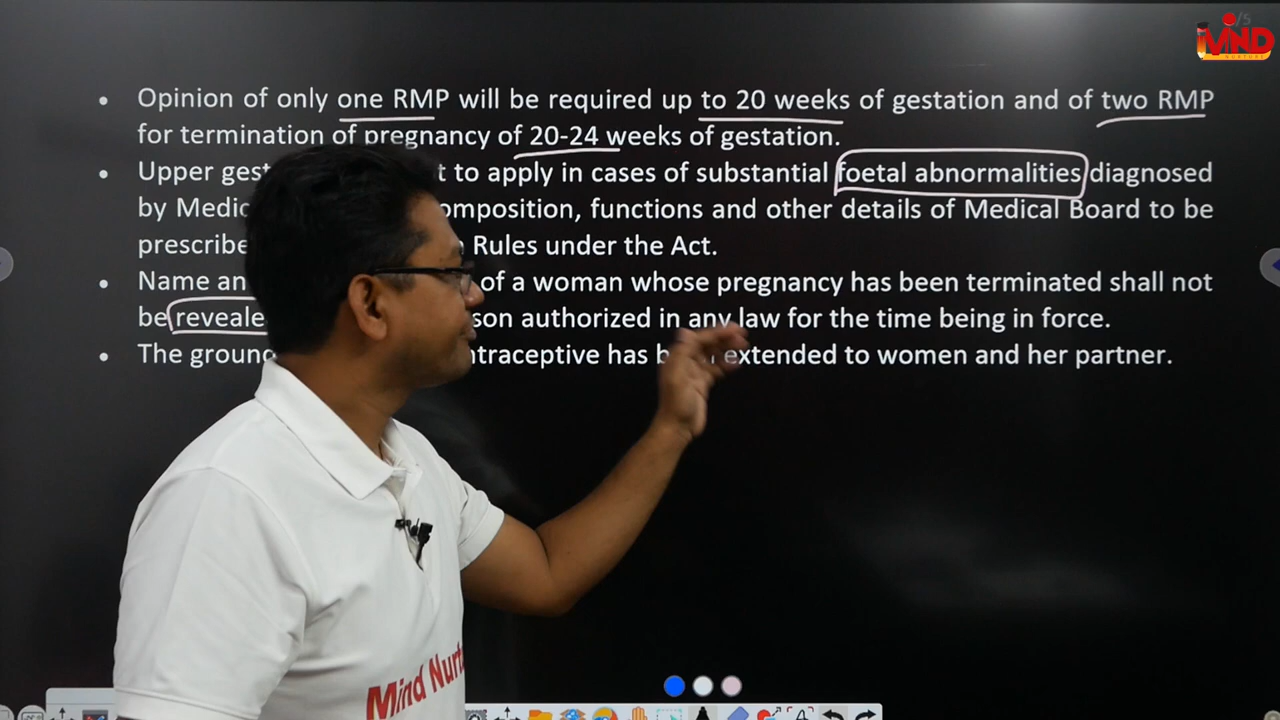 /S
MIND
NURTURE
• Opinion of only one RMP will be required up to 20 weeks of gestation and of two RMP
for termination of pregnancy of 20-24 weeks of gestation.
• Upper gest t to apply in cases of substantial foetal abnormalities diagnosed
by Medic omposition, functions and other details of Medical Board to be
prescribe Rules under the Act.
• Name an of a woman whose pregnancy has been terminated shall not
be reveale son authorized in any law for the time being in force.
• The ground ntraceptive has b extended to women and her partner.
Mind Nurt